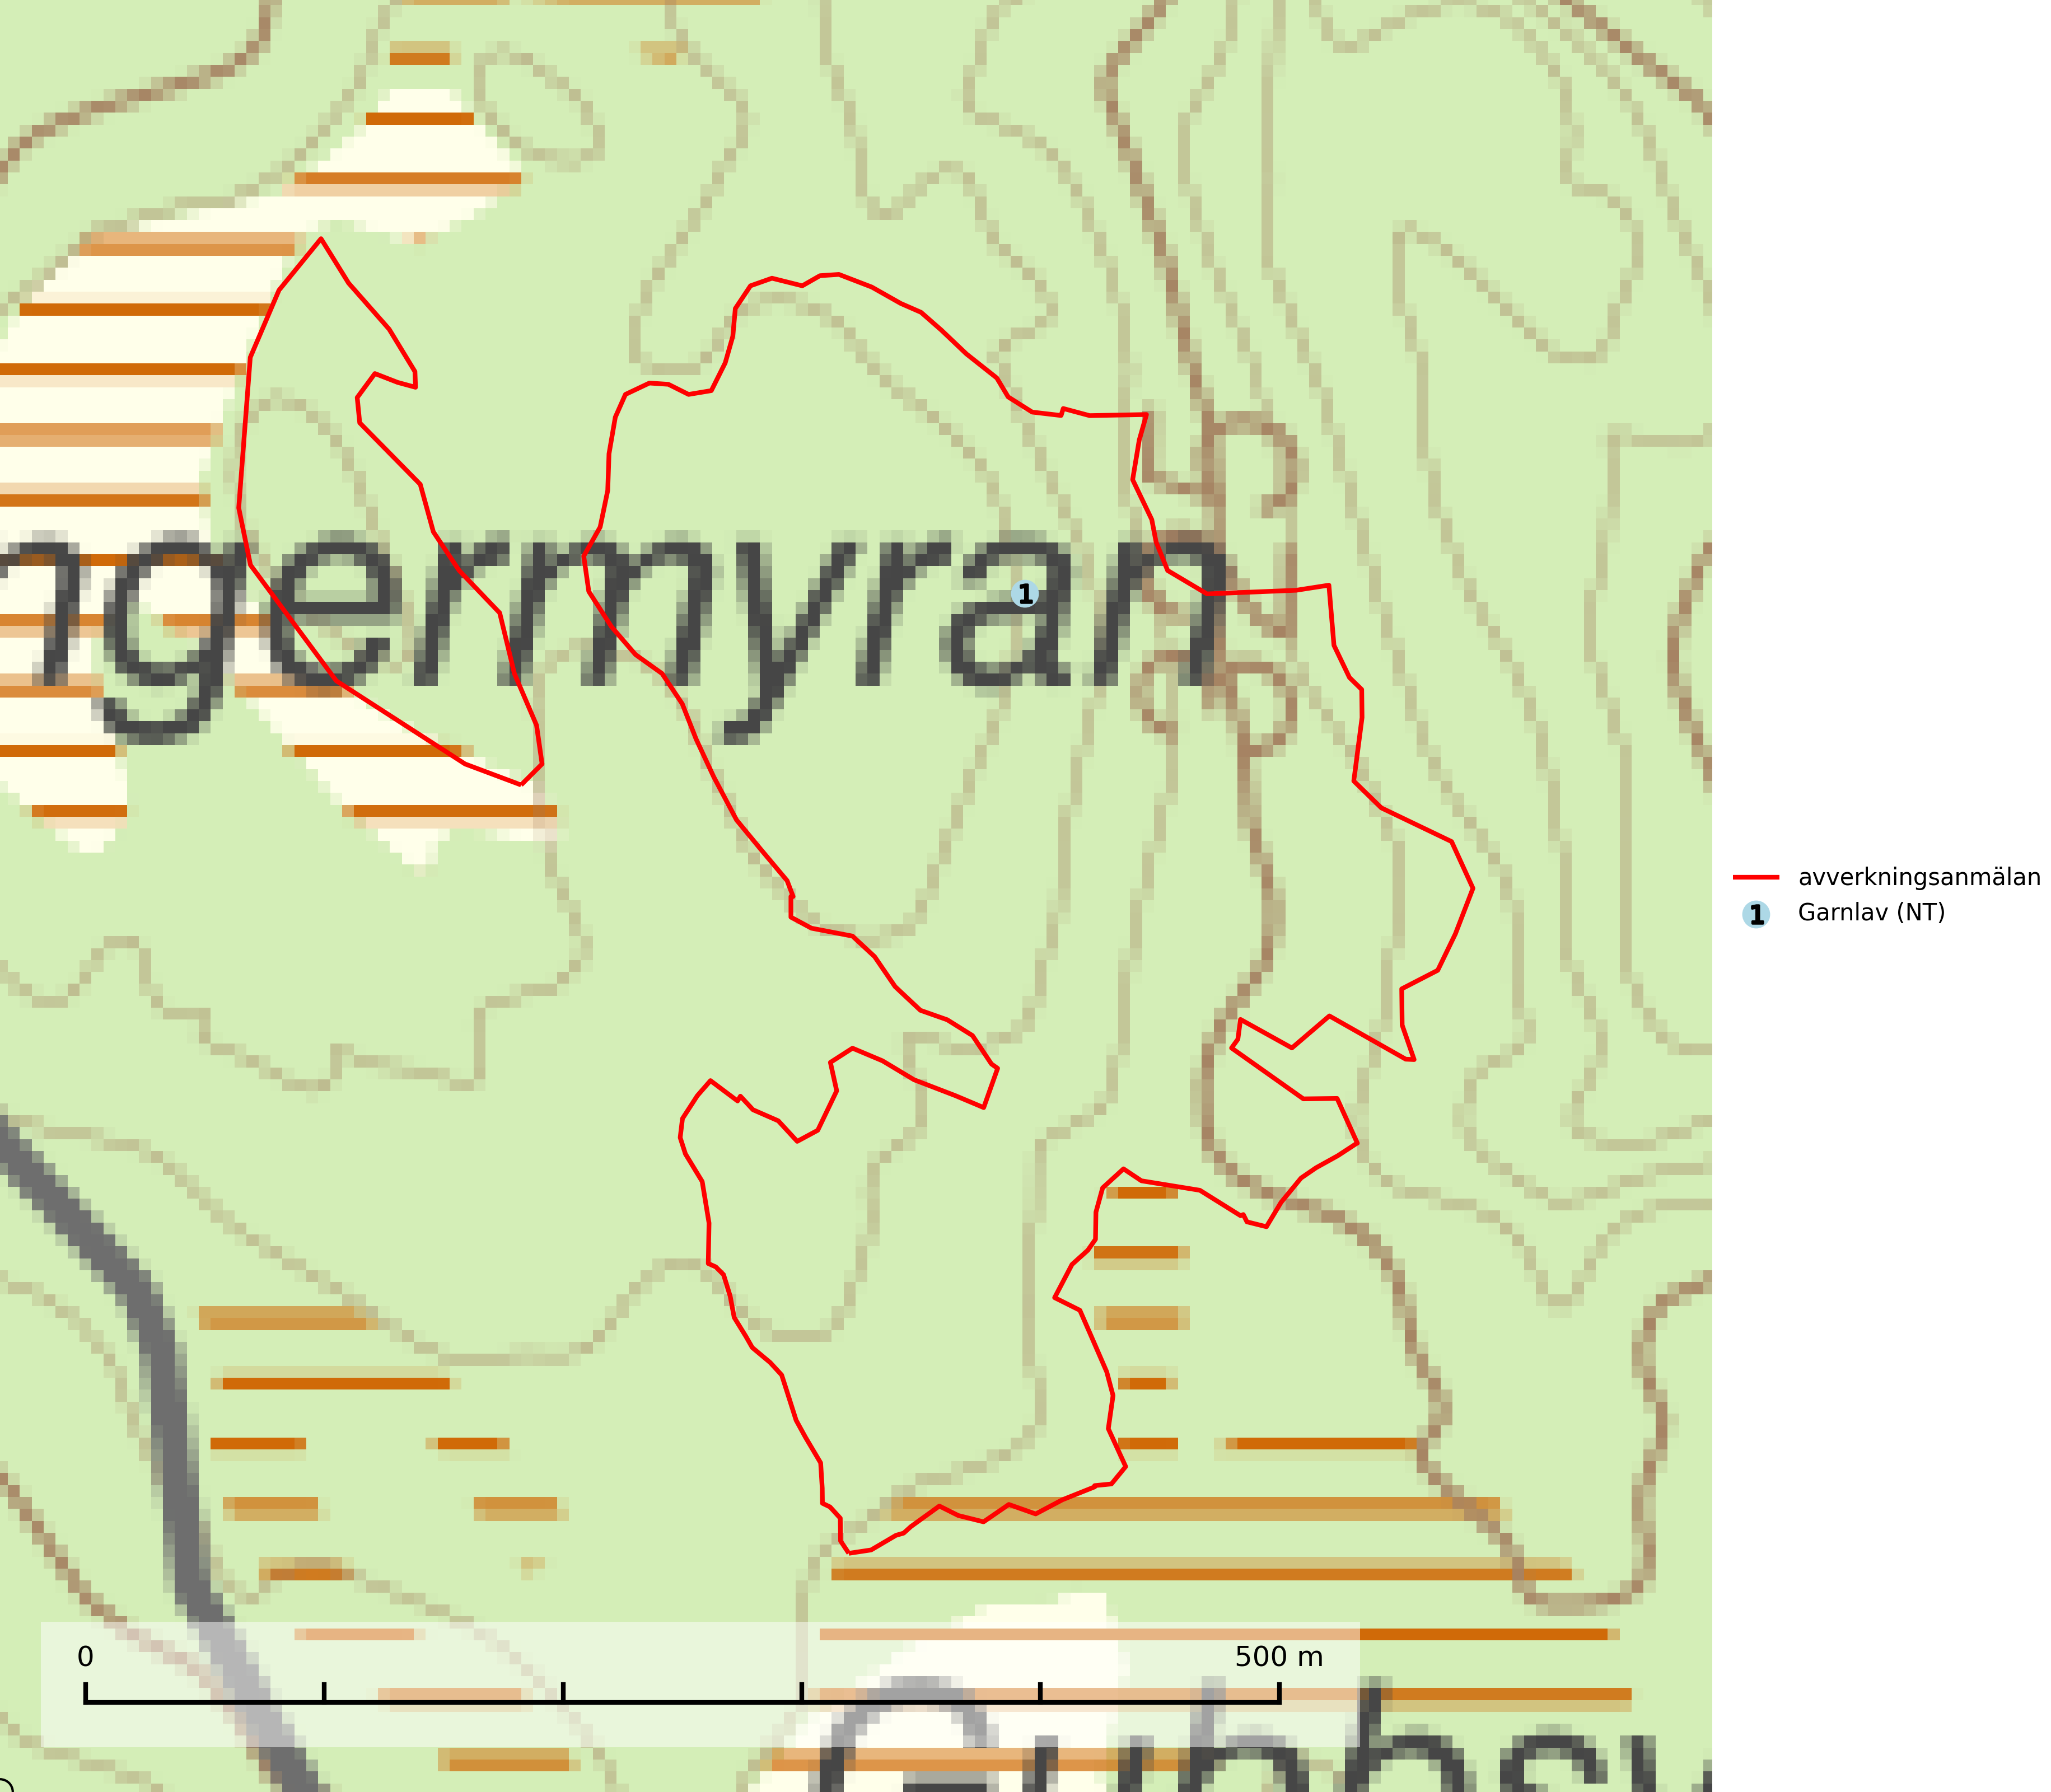 ngermyran
1
avverkningsanmälan
1 Garnlav (NT)
0 500 m